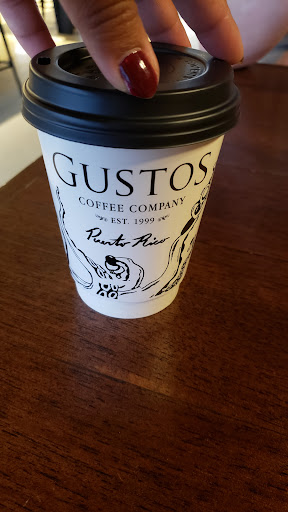 GUSTOS
COFFEE COMPANY
EST. 1999
Puerto Rico